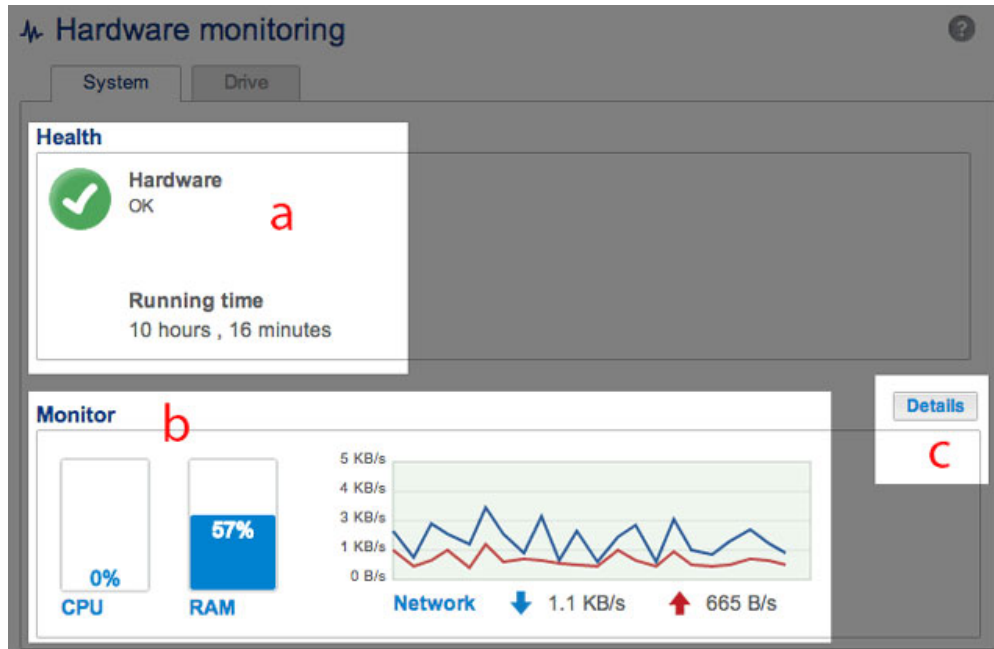 Hardware monitoring
?
System
Drive
Health
Hardware
OK
a
Running time
10 hours , 16 minutes
Monitor
b
Details
c
5 KB/s
4 KB/s
3 KB/s
1 KB/s
0 B/s
57%
0%
CPU
RAM
Network 1.1 KB/s 665 B/s